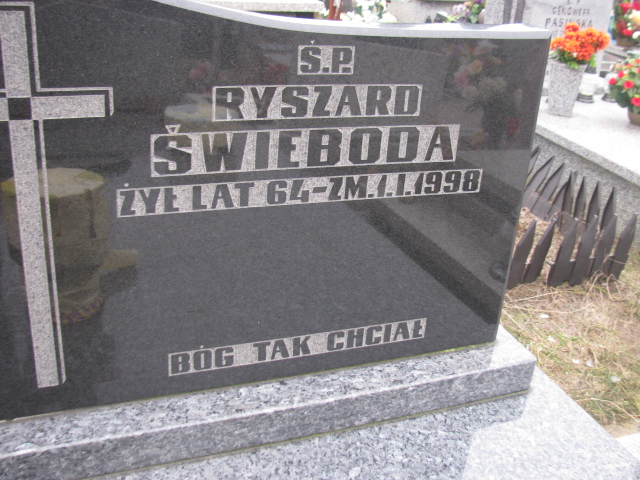 Ś.P.
RYSZARD
ŚWIEBODA
ŻYŁ LAT 64-ZM.1.1.1998
BÓG TAK CHCIAŁ